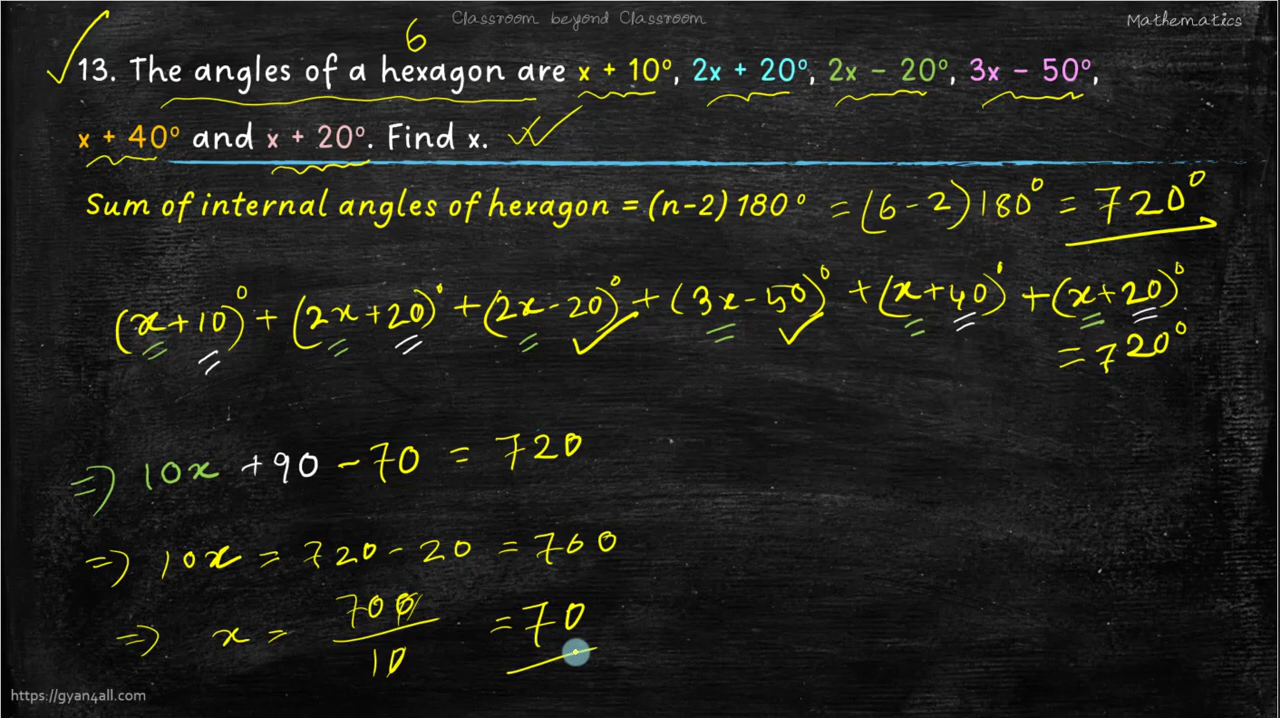 Classroom beyond Classroom
Mathematics
6
13. The angles of a hexagon are x + 10°, 2x + 20°, 2x − 20°, 3x − 50°,
x + 40° and x + 20°. Find x.
Sum of internal angles of hexagon = (n-2) 180° = (6-2) 180° = 720°
(x+10)° + (2x+20)° + (2x-20)° + (3x-50)° + (x+40)° + (x+20)°
= 720°
⇒ 10x +90 -70 = 720
⇒ 10x = 720 - 20 = 700
⇒ x = 700/10 = 70
https://gyan4all.com